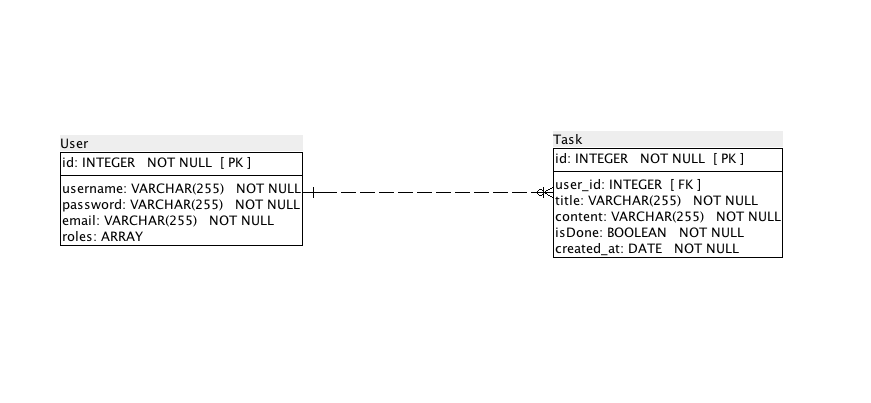 User
id: INTEGER NOT NULL [ PK ]
username: VARCHAR(255) NOT NULL
password: VARCHAR(255) NOT NULL
email: VARCHAR(255) NOT NULL
roles: ARRAY
Task
id: INTEGER NOT NULL [ PK ]
user_id: INTEGER [ FK ]
title: VARCHAR(255) NOT NULL
content: VARCHAR(255) NOT NULL
isDone: BOOLEAN NOT NULL
created_at: DATE NOT NULL